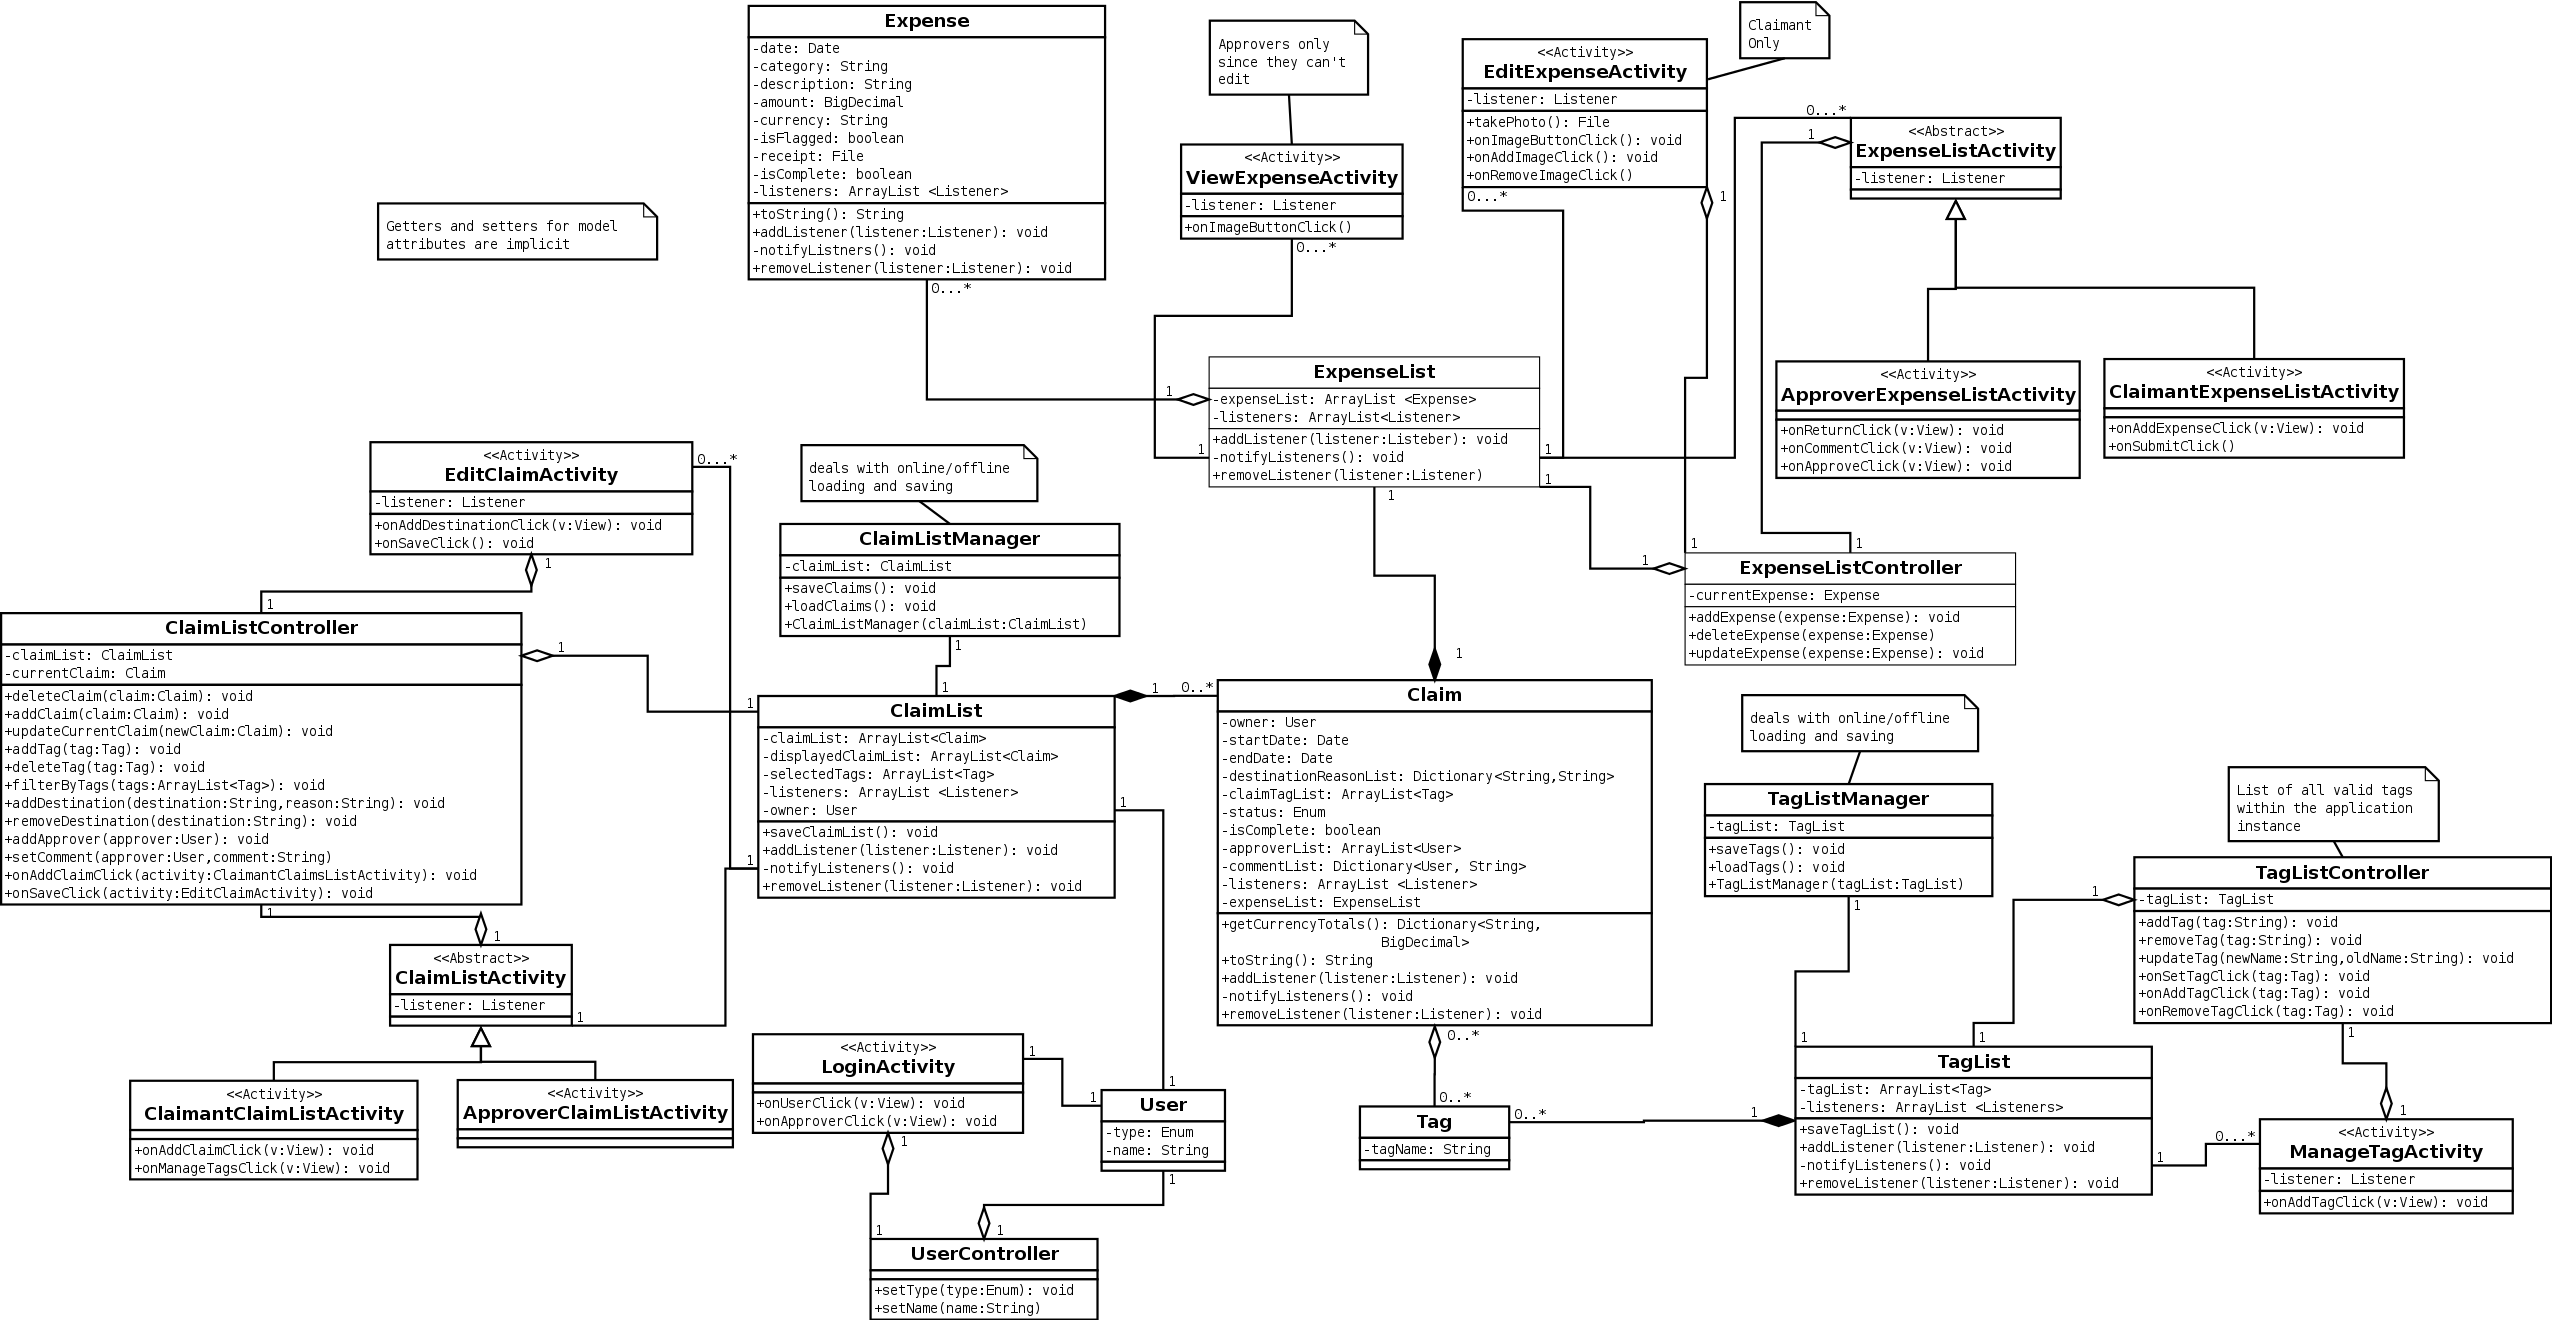 Expense
-date: Date
-category: String
-description: String
-amount: BigDecimal
-currency: String
-isFlagged: boolean
-receipt: File
-isComplete: boolean
-listeners: ArrayList <Listener>
+toString(): String
+addListener(listener:Listener): void
-notifyListners(): void
+removeListener(listener:Listener): void
0...*
1
Approvers only
since they can't
edit
<<Activity>>
ViewExpenseActivity
-listener: Listener
+onImageButtonClick()
0...*
1
Claimant
Only
<<Activity>>
EditExpenseActivity
-listener: Listener
+takePhoto(): File
+onImageButtonClick(): void
+onAddImageClick(): void
+onRemoveImageClick()
0...*
1
0...*
1
<<Abstract>>
ExpenseListActivity
-listener: Listener
Getters and setters for model
attributes are implicit
ExpenseList
-expenseList: ArrayList <Expense>
-listeners: ArrayList<Listener>
+addListener(listener:Listeber): void
-notifyListeners(): void
+removeListener(listener:Listener)
1
1
1
<<Activity>>
ApproverExpenseListActivity
+onReturnClick(v:View): void
+onCommentClick(v:View): void
+onApproveClick(v:View): void
<<Activity>>
ClaimantExpenseListActivity
+onAddExpenseClick(v:View): void
+onSubmitClick()
<<Activity>>
EditClaimActivity
-listener: Listener
+onAddDestinationClick(v:View): void
+onSaveClick(): void
0...*
1
1
deals with online/offline
loading and saving
ClaimListManager
-claimList: ClaimList
+saveClaims(): void
+loadClaims(): void
+ClaimListManager(claimList:ClaimList)
1
1
1
1
1
ExpenseListController
-currentExpense: Expense
+addExpense(expense:Expense): void
+deleteExpense(expense:Expense)
+updateExpense(expense:Expense): void
ClaimListController
-claimList: ClaimList
-currentClaim: Claim
+deleteClaim(claim:Claim): void
+addClaim(claim:Claim): void
+updateCurrentClaim(newClaim:Claim): void
+addTag(tag:Tag): void
+deleteTag(tag:Tag): void
+filterByTags(tags:ArrayList<Tag>): void
+addDestination(destination:String,reason:String): void
+removeDestination(destination:String): void
+addApprover(approver:User): void
+setComment(approver:User,comment:String)
+onAddClaimClick(activity:ClaimantClaimsListActivity): void
+onSaveClick(activity:EditClaimActivity): void
1
1
1
1
ClaimList
-claimList: ArrayList<Claim>
-displayedClaimList: ArrayList<Claim>
-selectedTags: ArrayList<Tag>
-listeners: ArrayList <Listener>
-owner: User
+saveClaimList(): void
+addListener(listener:Listener): void
-notifyListeners(): void
+removeListener(listener:Listener): void
1
0..*
1
1
Claim
-owner: User
-startDate: Date
-endDate: Date
-destinationReasonList: Dictionary<String,String>
-claimTagList: ArrayList<Tag>
-status: Enum
-isComplete: boolean
-approverList: ArrayList<User>
-commentList: Dictionary<User, String>
-listeners: ArrayList <Listener>
-expenseList: ExpenseList
+getCurrencyTotals(): Dictionary<String,
BigDecimal>
+toString(): String
+addListener(listener:Listener): void
-notifyListeners(): void
+removeListener(listener:Listener): void
0..*
0..*
deals with online/offline
loading and saving
TagListManager
-tagList: TagList
+saveTags(): void
+loadTags(): void
+TagListManager(tagList:TagList)
1
1
List of all valid tags
within the application
instance
TagListController
-tagList: TagList
+addTag(tag:String): void
+removeTag(tag:String): void
+updateTag(newName:String,oldName:String): void
+onSetTagClick(tag:Tag): void
+onAddTagClick(tag:Tag): void
+onRemoveTagClick(tag:Tag): void
1
1
1
1
1
<<Abstract>>
ClaimListActivity
-listener: Listener
1
<<Activity>>
ClaimantClaimListActivity
+onAddClaimClick(v:View): void
+onManageTagsClick(v:View): void
<<Activity>>
ApproverClaimListActivity
<<Activity>>
LoginActivity
+onUserClick(v:View): void
+onApproverClick(v:View): void
1
1
1
1
1
User
-type: Enum
-name: String
1
1
UserController
+setType(type:Enum): void
+setName(name:String)
Tag
-tagName: String
0..*
1
TagList
-tagList: ArrayList<Tag>
-listeners: ArrayList <Listeners>
+saveTagList(): void
+addListener(listener:Listener): void
-notifyListeners(): void
+removeListener(listener:Listener): void
1
0...*
<<Activity>>
ManageTagActivity
-listener: Listener
+onAddTagClick(v:View): void